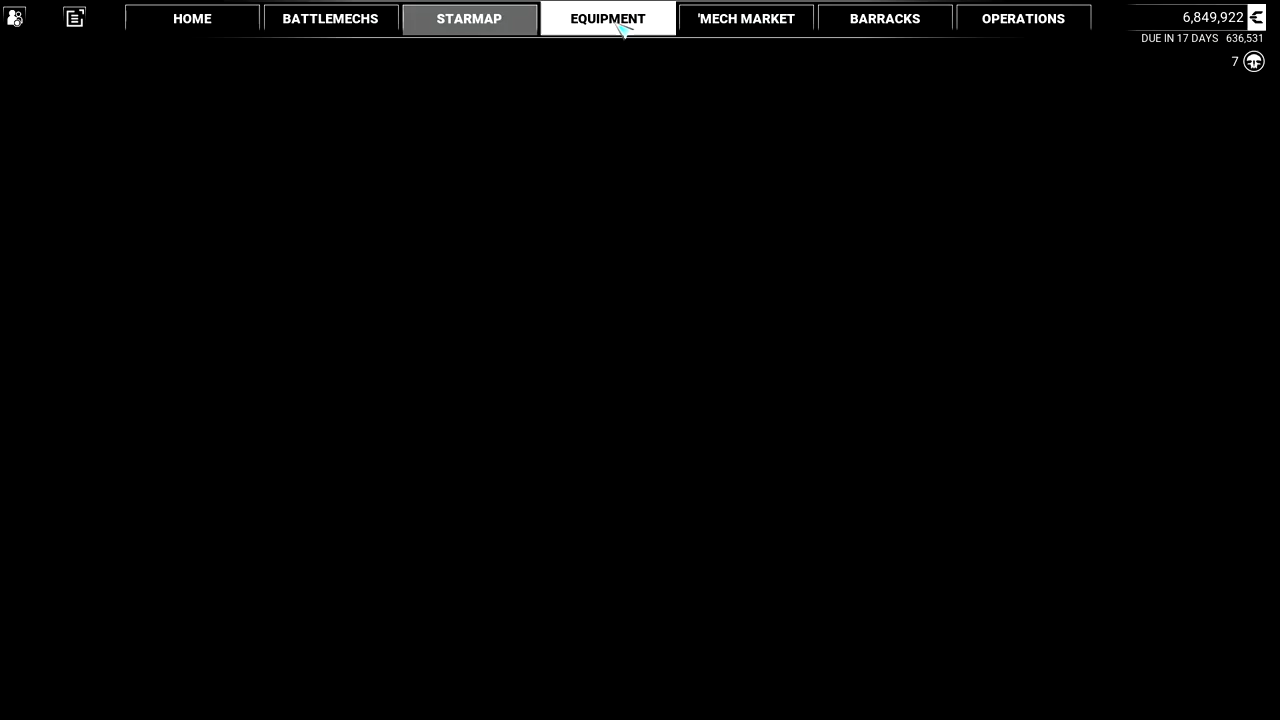 HOME
BATTLEMECHS
STARMAP
EQUIPMENT
'MECH MARKET
BARRACKS
OPERATIONS
6,849,922
DUE IN 17 DAYS 636,531
7